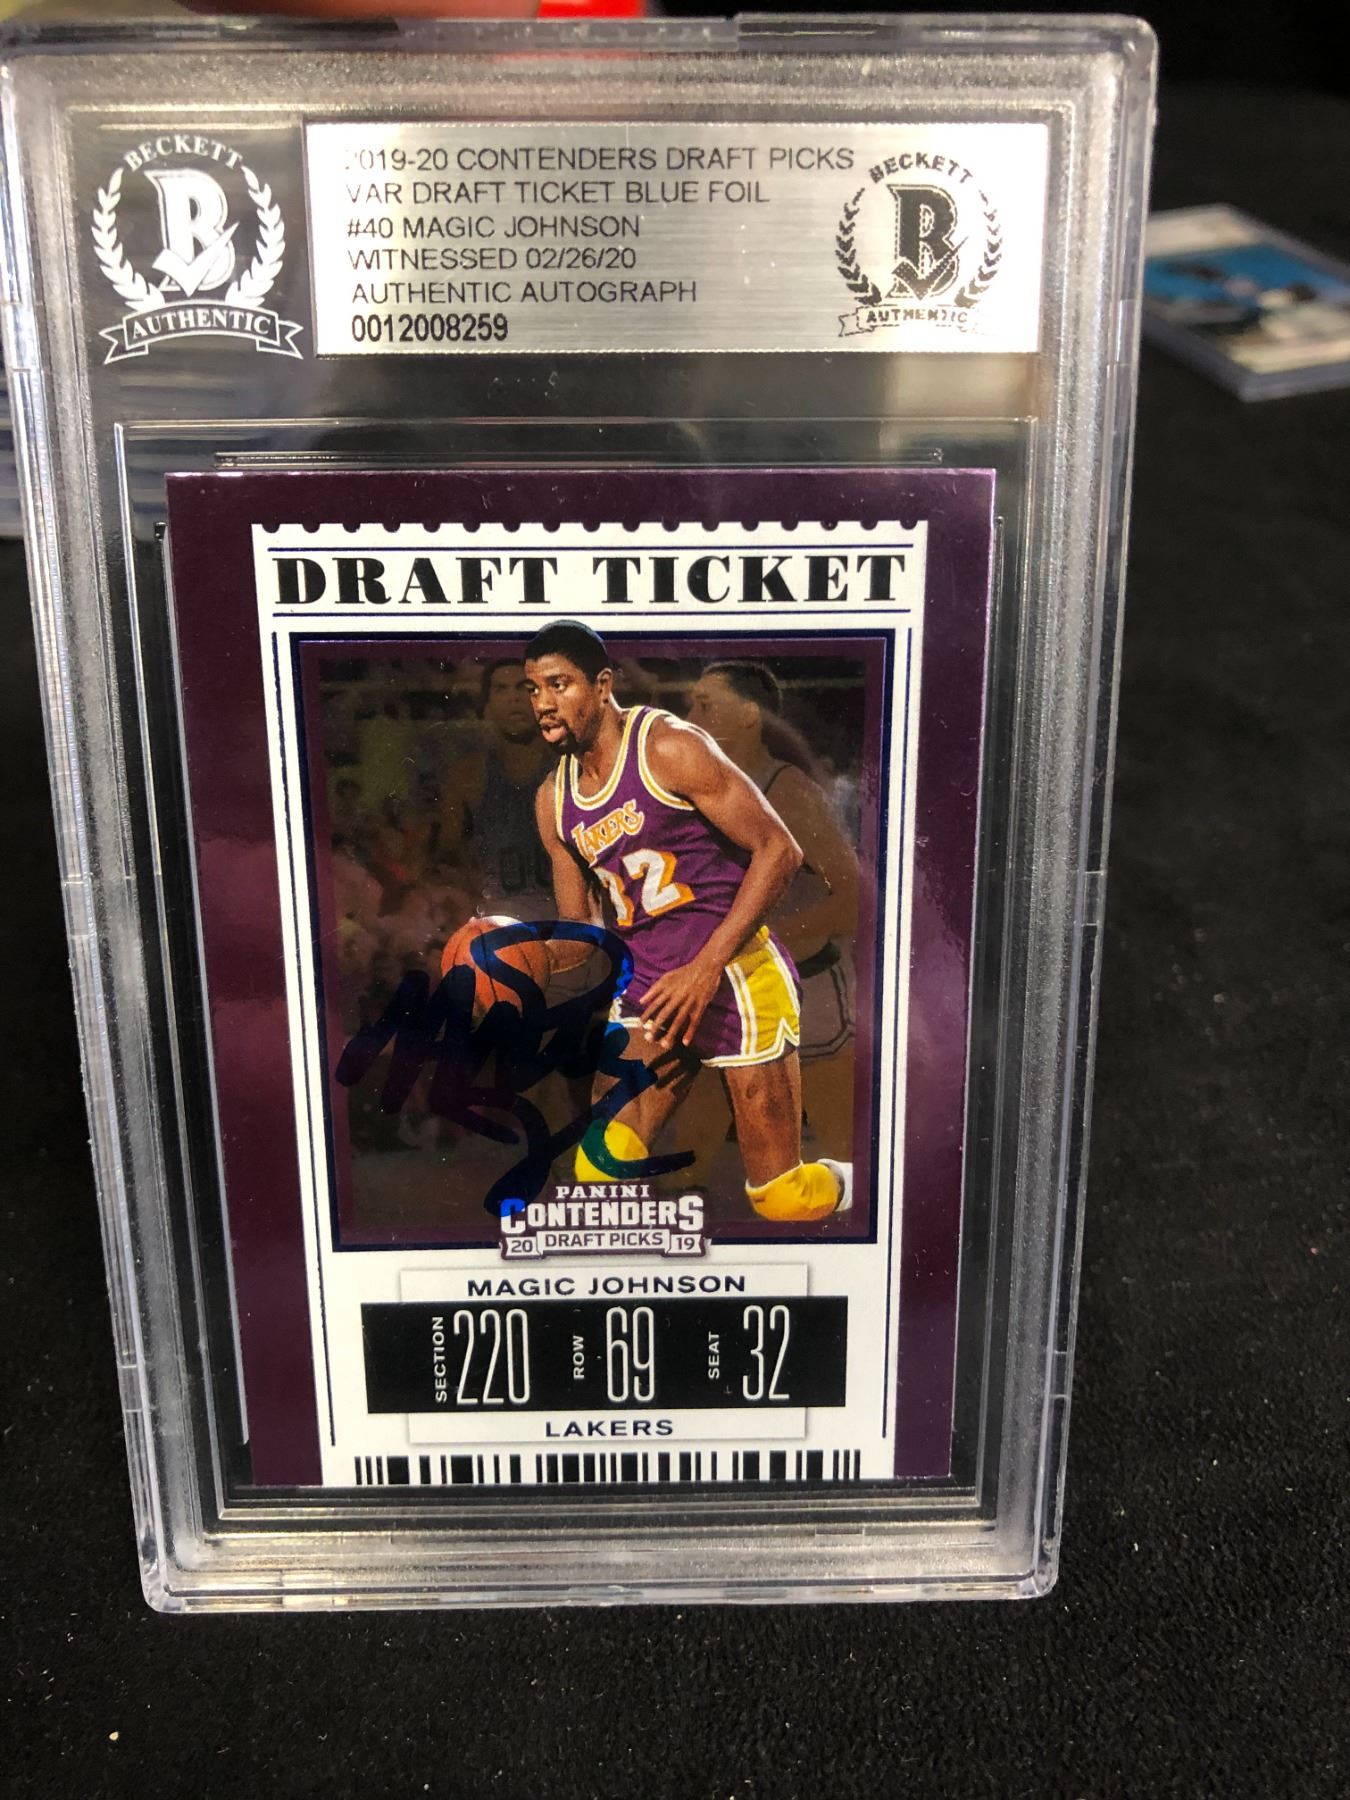 BECKETT
B
AUTHENTIC
2019-20 CONTENDERS DRAFT PICKS
VAR DRAFT TICKET BLUE FOIL
#40 MAGIC JOHNSON
WITNESSED 02/26/20
AUTHENTIC AUTOGRAPH
0012008259
BECKETT
B
AUTHENTIC
DRAFT TICKET
LAKERS
32
PANINI
CONTENDERS
20 DRAFT PICKS 19
MAGIC JOHNSON
SECTION 220 ROW 69 SEAT 32
LAKERS